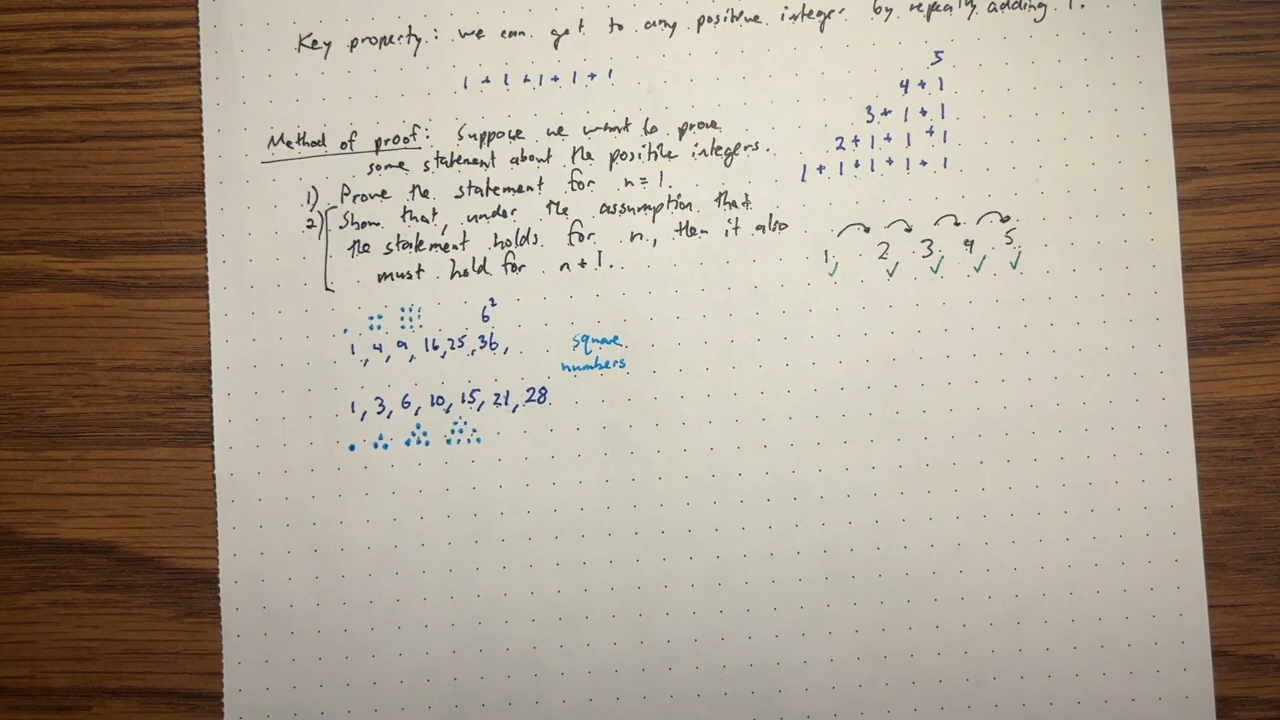 Key property: we can get to any positive integer by repeatly adding 1.
1 + 1 + 1 + 1 + 1
5
4 + 1
3 + 1 + 1
2 + 1 + 1 + 1
1 + 1 + 1 + 1 + 1
Method of proof: Suppose we want to prove
some statement about the positive integers.
1) Prove the statement for n=1.
2) Show that, under the assumption that
the statement holds for n, then it also
must hold for n+1.
1 2 3 4 5
✓ ✓ ✓ ✓ ✓
6²
1, 4, 9, 16, 25, 36,
square
numbers
1, 3, 6, 10, 15, 21, 28